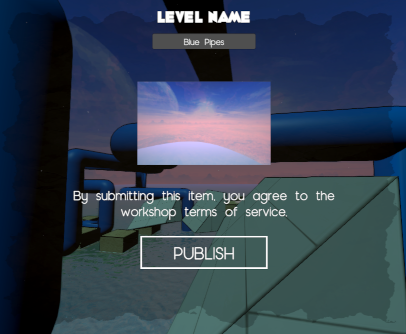 LEVEL NAME
Blue Pipes
By submitting this item, you agree to the
workshop terms of service.
PUBLISH